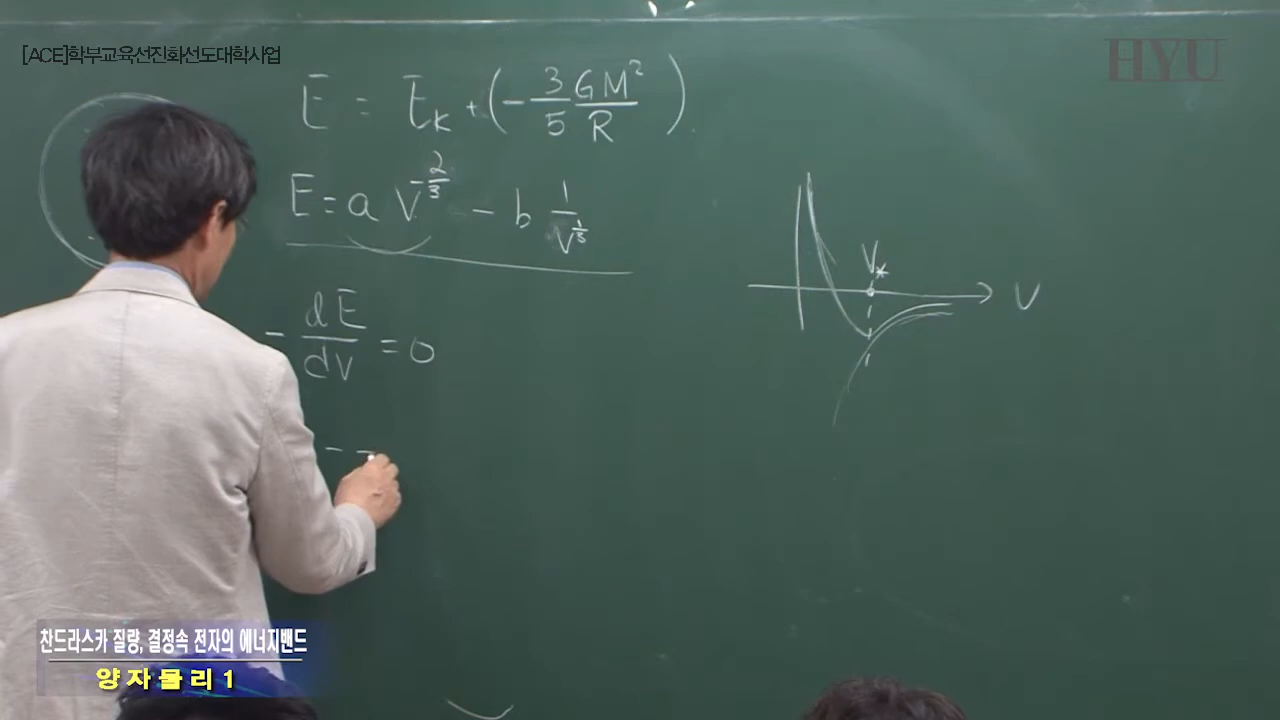 [ACE]학부교육선진화선도대학사업
HYU
E = E_K + (-3/5 GM²/R).
E = a V^{-2/3} - b 1/V^{1/3}
- dE/dV = 0
- -
V*
V
찬드라스카 질량, 결정속 전자의 에너지밴드
양자물리1